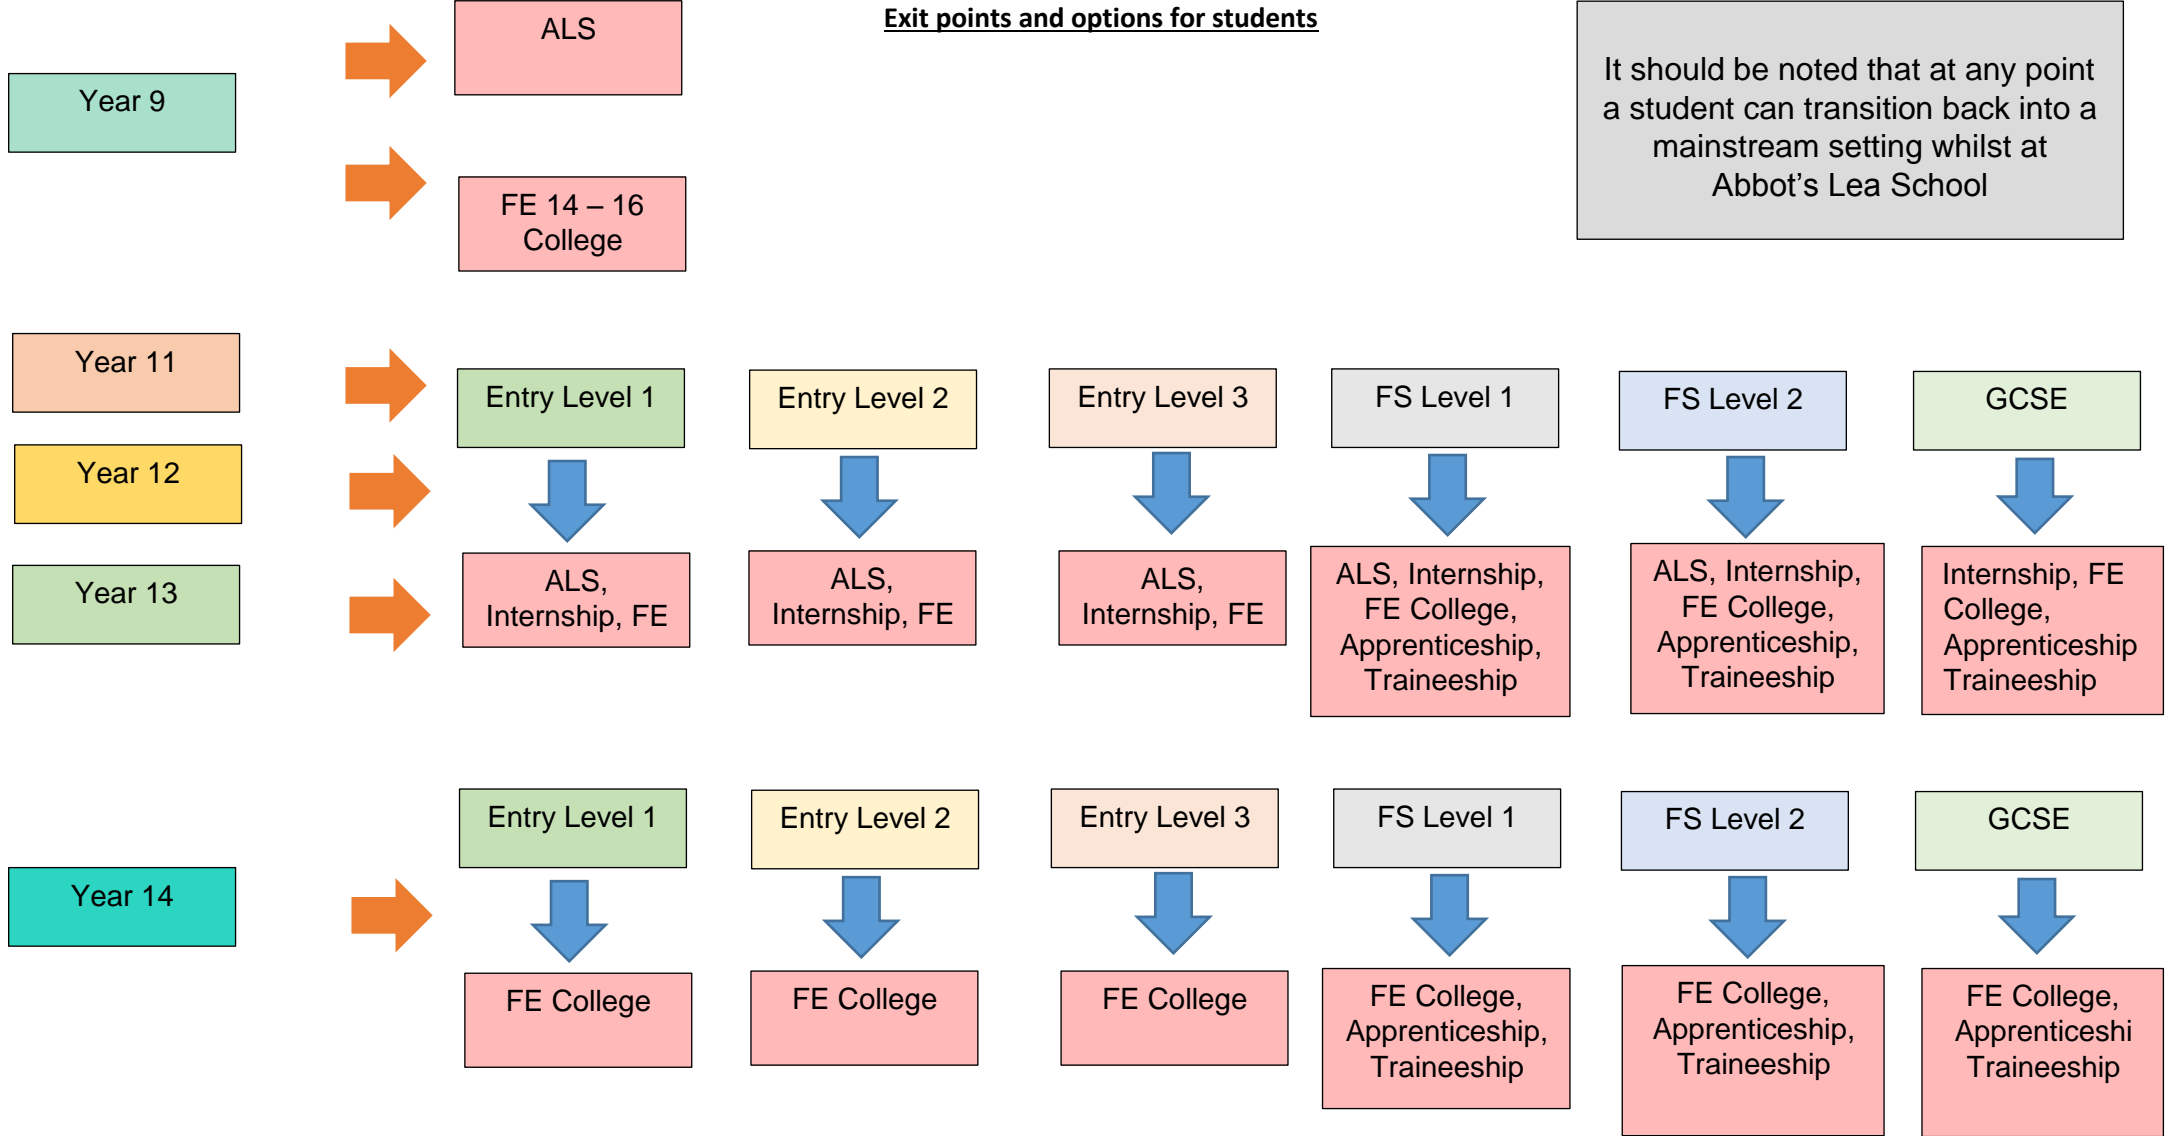 Exit points and options for students
ALS
It should be noted that at any point
a student can transition back into a
mainstream setting whilst at
Abbot’s Lea School
Year 9
FE 14 – 16
College
Year 11
Year 12
Year 13
Entry Level 1
Entry Level 2
Entry Level 3
FS Level 1
FS Level 2
GCSE
ALS,
Internship, FE
ALS,
Internship, FE
ALS,
Internship, FE
ALS, Internship,
FE College,
Apprenticeship,
Traineeship
ALS, Internship,
FE College,
Apprenticeship,
Traineeship
Internship, FE
College,
Apprenticeship
Traineeship
Year 14
Entry Level 1
Entry Level 2
Entry Level 3
FS Level 1
FS Level 2
GCSE
FE College
FE College
FE College
FE College,
Apprenticeship,
Traineeship
FE College,
Apprenticeship,
Traineeship
FE College,
Apprenticeshi
Traineeship